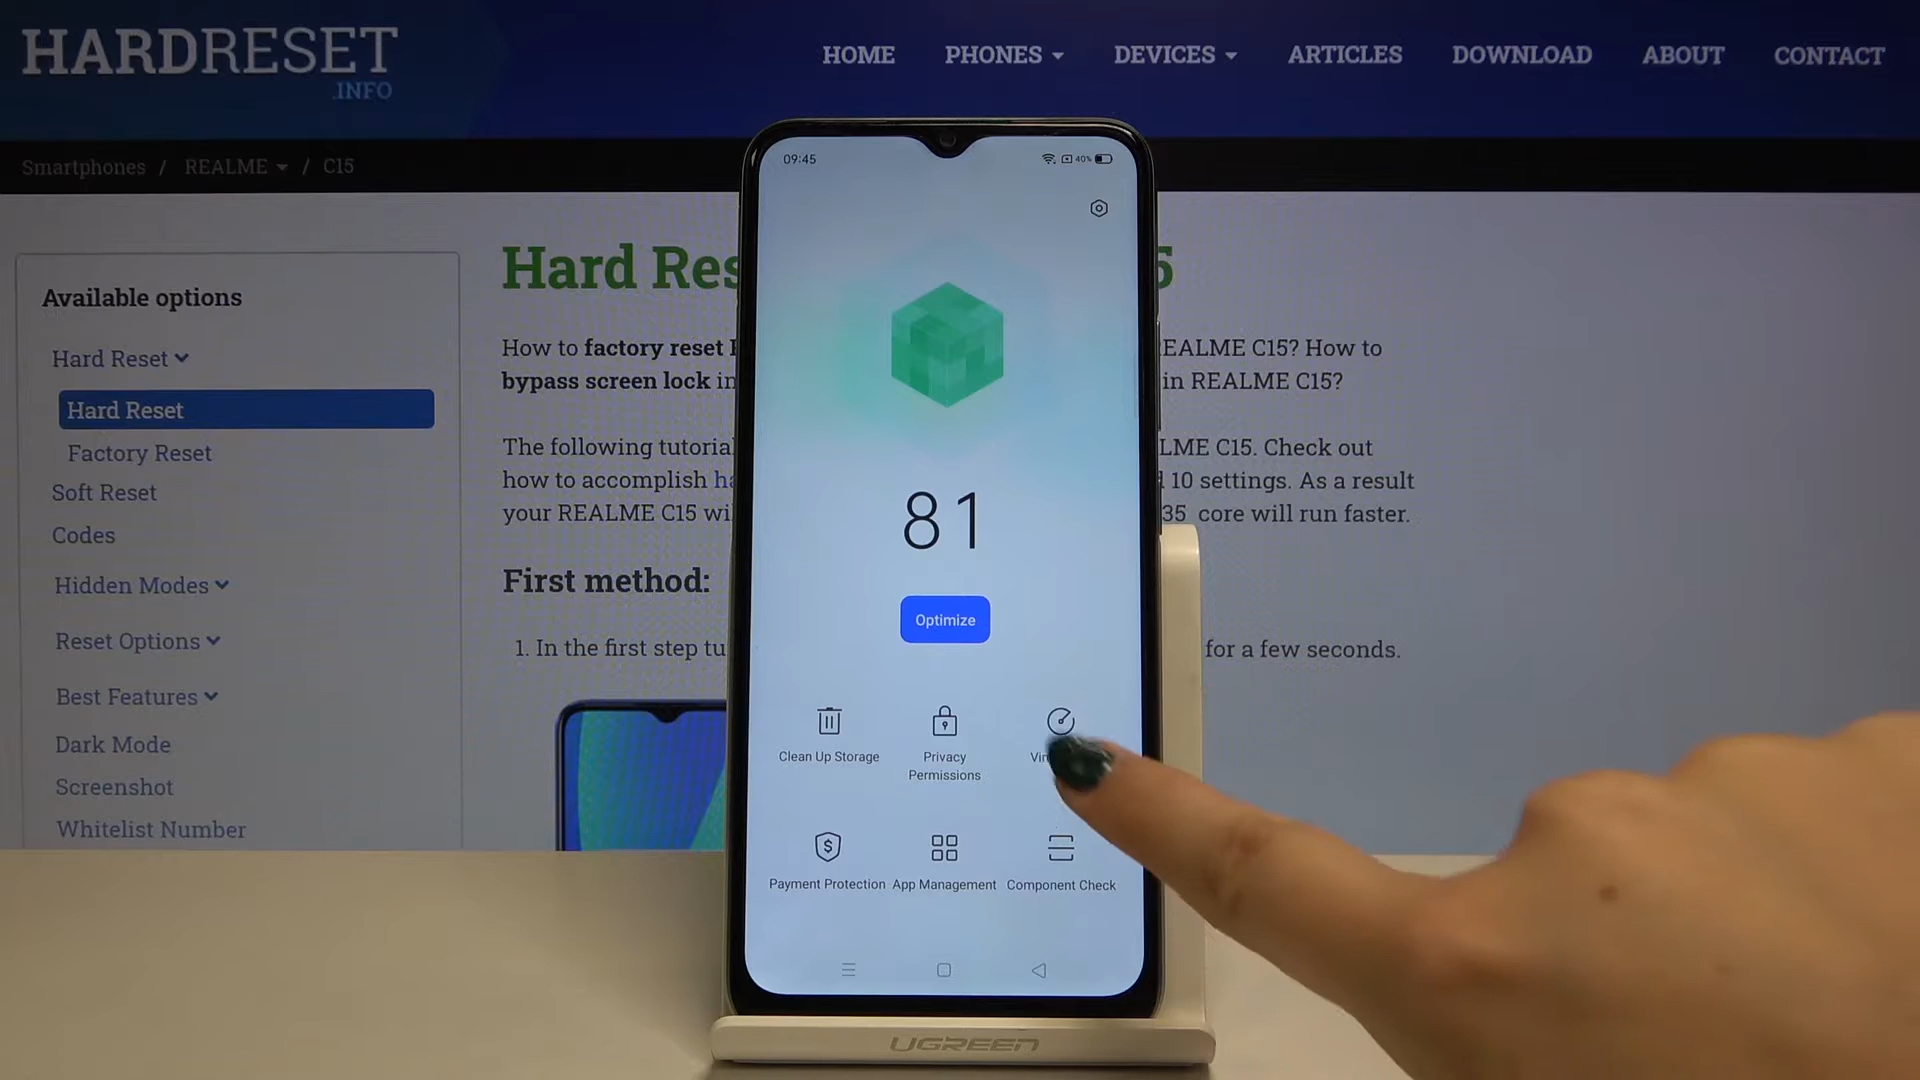 HARDRESET
.INFO
HOME PHONES DEVICES ARTICLES DOWNLOAD ABOUT CONTACT
Smartphones / REALME / C15
Available options
Hard Reset
Hard Reset
Factory Reset
Soft Reset
Codes
Hidden Modes
Reset Options
Best Features
Dark Mode
Screenshot
Whitelist Number
Hard Res
5
How to factory reset
REALME C15? How to
bypass screen lock in
in REALME C15?
The following tutorial
LME C15. Check out
how to accomplish ha
10 settings. As a result
your REALME C15 wil
35 core will run faster.
First method:
1. In the first step tu
for a few seconds.
09:45
40%
81
Optimize
Clean Up Storage
Privacy
Permissions
Payment Protection
App Management
Component Check
UGREEN